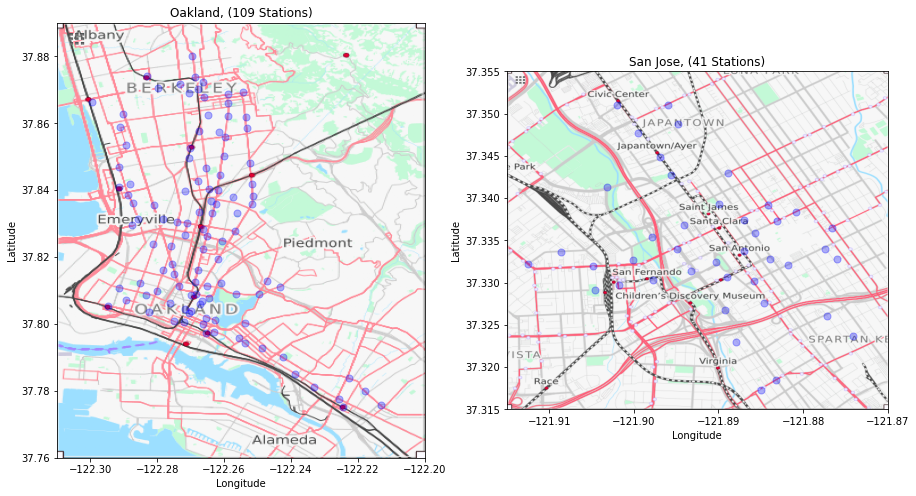 Oakland, (109 Stations)
37.88
37.86
37.84
37.82
37.80
37.78
37.76
Latitude
Albany
BERKELEY
Emeryville
Piedmont
OAKLAND
Alameda
−122.30
−122.28
−122.26
−122.24
−122.22
−122.20
Longitude
San Jose, (41 Stations)
37.355
37.350
37.345
37.340
37.335
37.330
37.325
37.320
37.315
Latitude
Civic Center
JAPANTOWN
Japantown/Ayer
e Park
Saint James
Santa Clara
San Antonio
San Fernando
Children's Discovery Museum
VISTA
SPARTAN KE
Virginia
Race
−121.91
−121.90
−121.89
−121.88
−121.87
Longitude